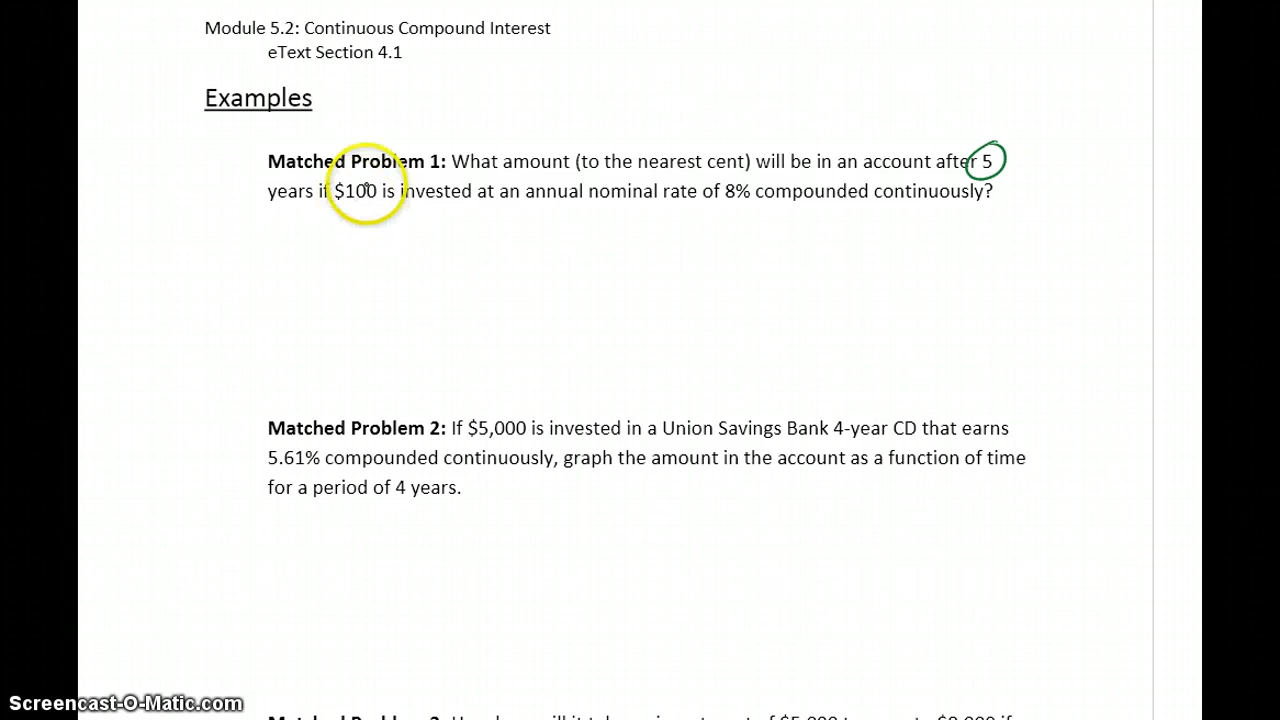 Module 5.2: Continuous Compound Interest
eText Section 4.1
Examples
Matched Problem 1: What amount (to the nearest cent) will be in an account after 5
years if $100 is invested at an annual nominal rate of 8% compounded continuously?
Matched Problem 2: If $5,000 is invested in a Union Savings Bank 4-year CD that earns
5.61% compounded continuously, graph the amount in the account as a function of time
for a period of 4 years.
Screencast-O-Matic.com